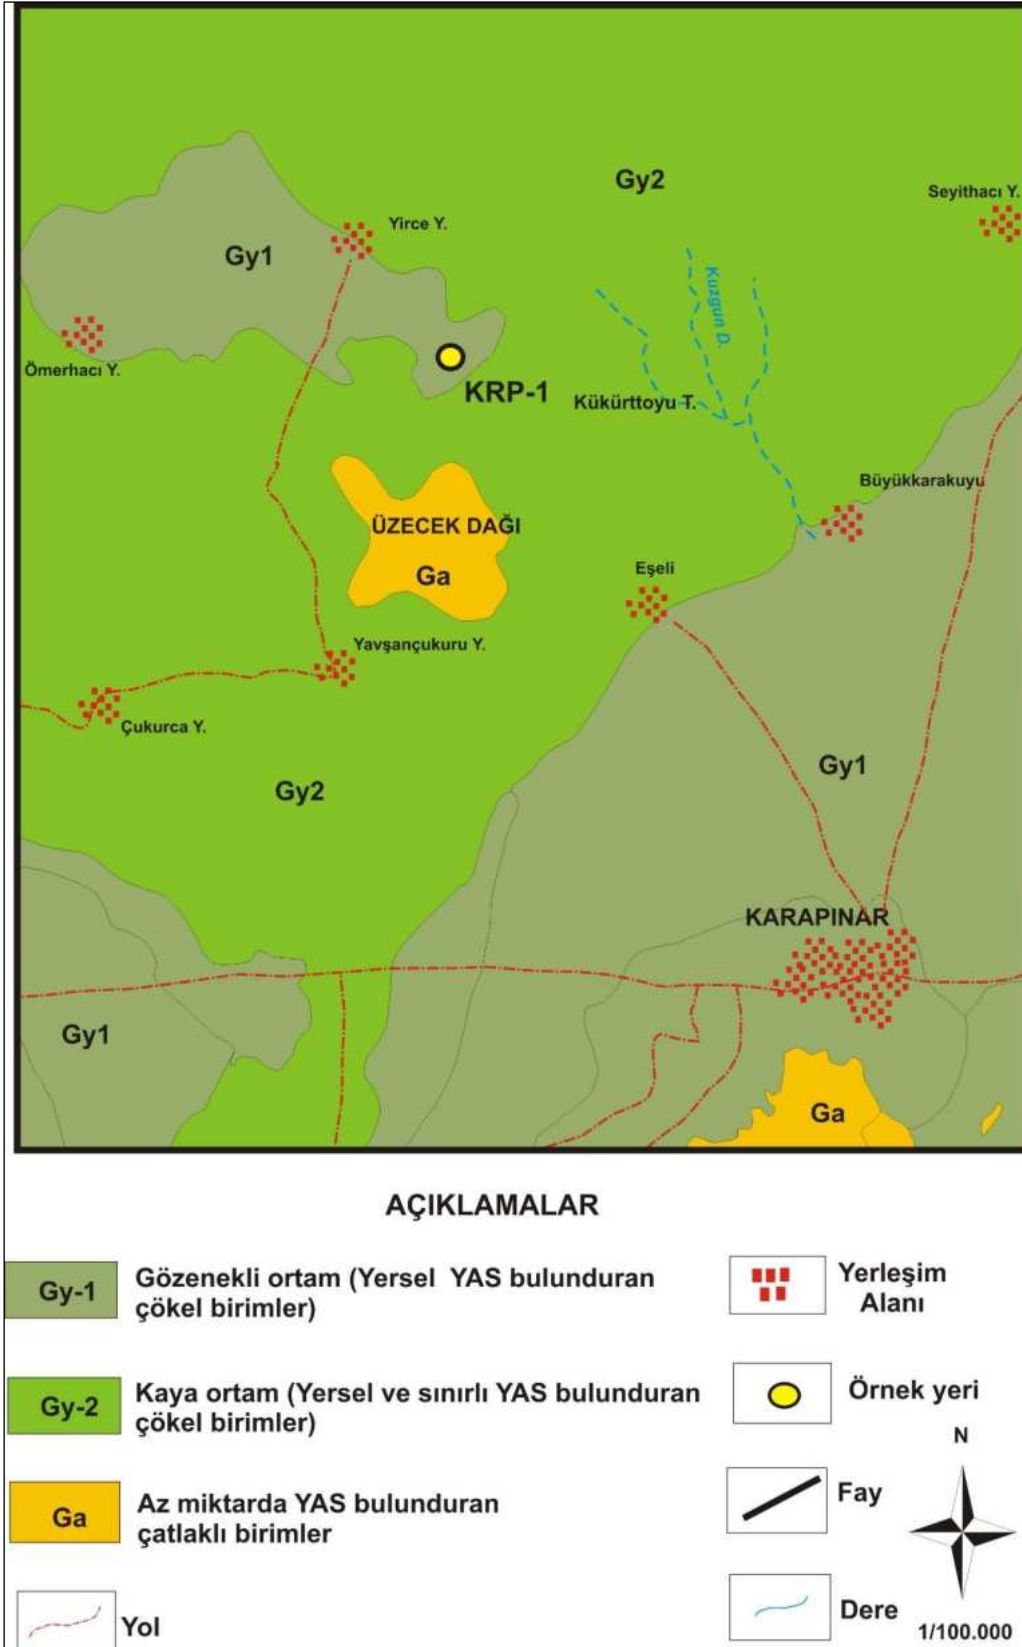 Gy2
Seyithacı Y.
Yirce Y.
Gy1
Kuzgun D.
Ömerhacı Y.
KRP-1
Kükürttoyu T.
Büyükkarakuyu
ÜZECEK DAĞI
Ga
Eşeli
Yavşançukuru Y.
Çukurca Y.
Gy1
Gy2
KARAPINAR
Gy1
Ga
AÇIKLAMALAR
Gy-1
Gözenekli ortam (Yersel YAS bulunduran
çökel birimler)
Gy-2
Kaya ortam (Yersel ve sınırlı YAS bulunduran
çökel birimler)
Ga
Az miktarda YAS bulunduran
çatlaklı birimler
Yol
Yerleşim
Alanı
Örnek yeri
Fay
Dere
N
1/100.000